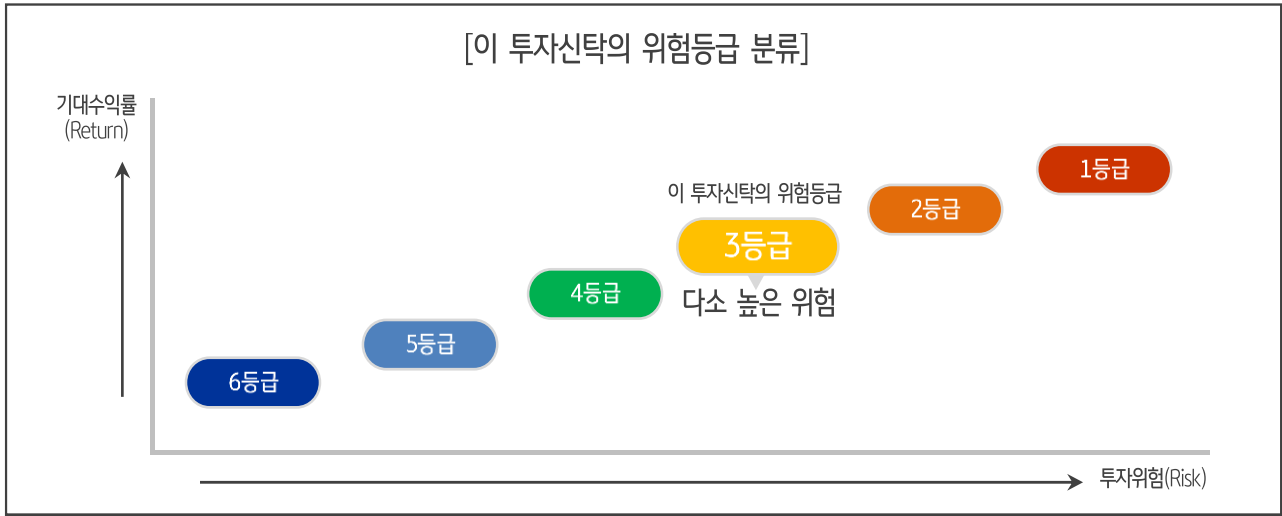 [이 투자신탁의 위험등급 분류]
기대수익률
(Return)
1등급
이 투자신탁의 위험등급
2등급
3등급
다소 높은 위험
4등급
5등급
6등급
투자위험(Risk)